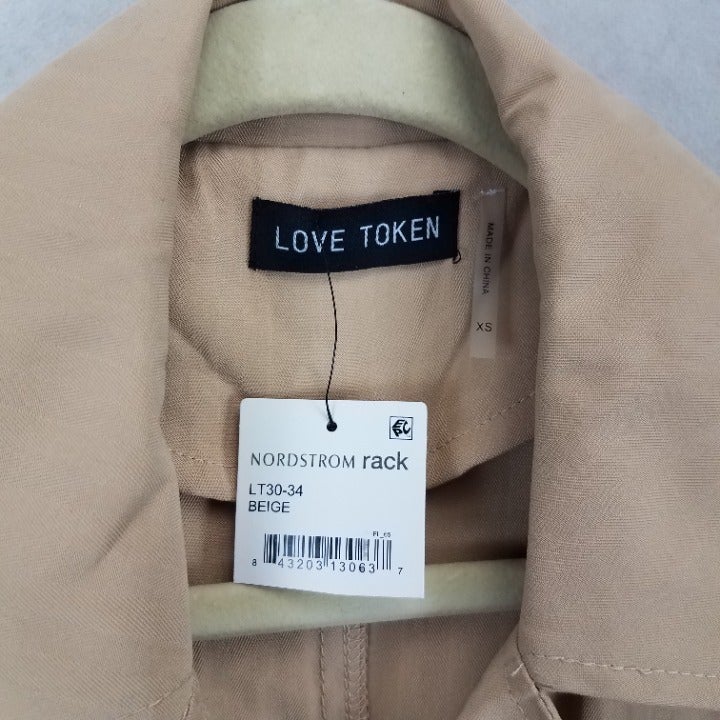 LOVE TOKEN
MADE IN CHINA
XS
NORDSTROM rack
LT30-34
BEIGE
8 43203 13063 7